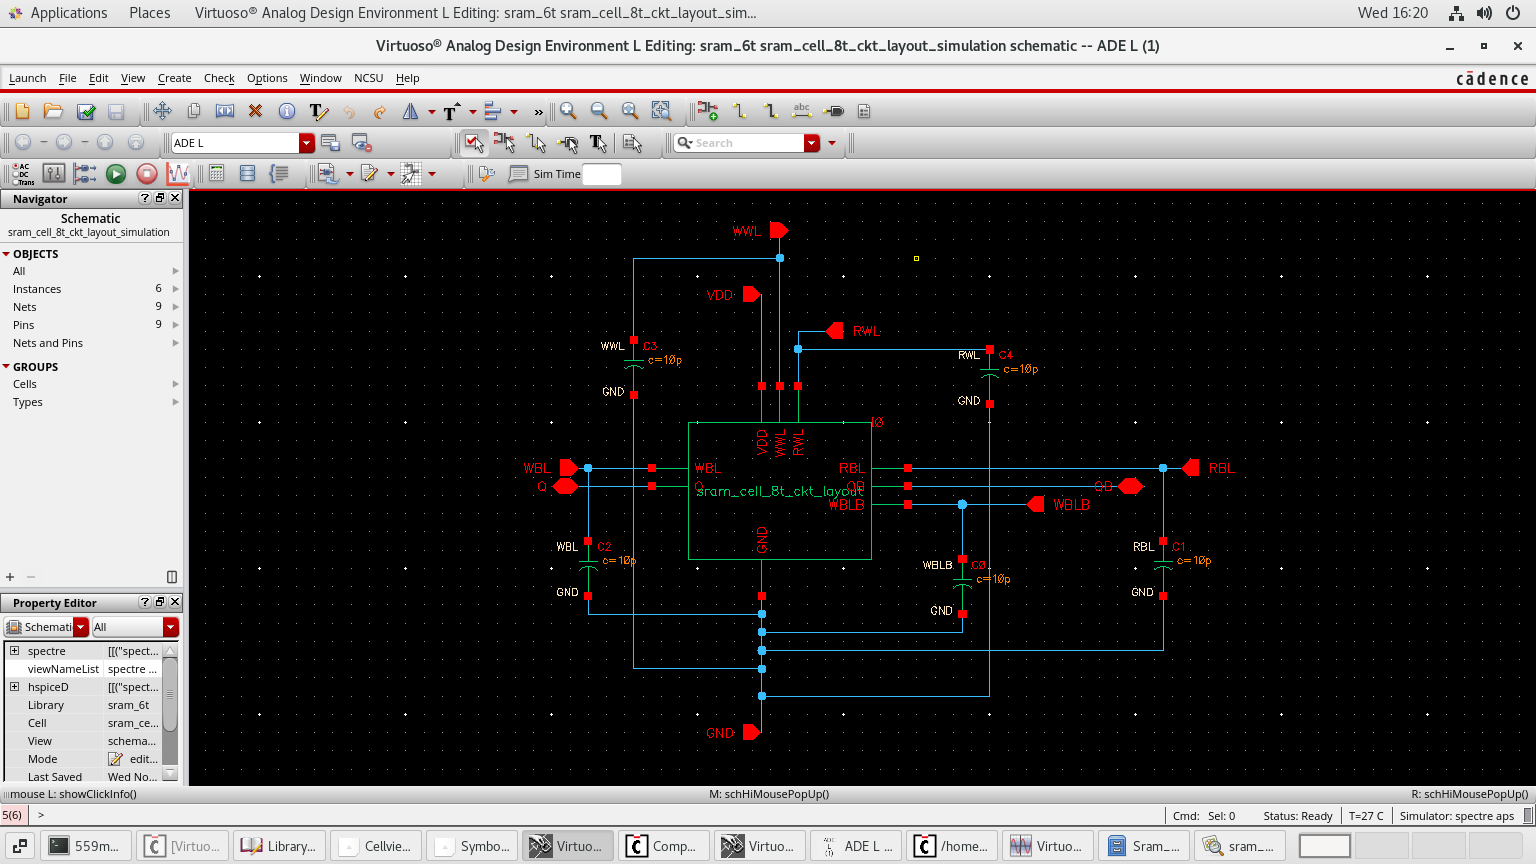 Applications Places Virtuoso® Analog Design Environment L Editing: sram_6t sram_cell_8t_ckt_layout_sim... Wed 16:20
Virtuoso® Analog Design Environment L Editing: sram_6t sram_cell_8t_ckt_layout_simulation schematic -- ADE L (1)
Launch File Edit View Create Check Options Window NCSU Help cādence
T T » abc
ADE L T Search
AC
DC
Trans
Sim Time
Navigator
Schematic
sram_cell_8t_ckt_layout_simulation
OBJECTS
All
Instances 6
Nets 9
Pins 9
Nets and Pins
GROUPS
Cells
Types
Property Editor
Schemati All
spectre [[("spect...
viewNameList spectre ...
hspiceD [[("spect...
Library sram_6t
Cell sram_ce...
View schema...
Mode edit...
Last Saved Wed No...
WWL
VDD
RWL
WWL C3
c=10p
GND
RWL C4
c=10p
GND
I0
VDD WWL RWL
WBL WBL RBL RBL
Q Q QB QB
sram_cell_8t_ckt_layout
WBLB WBLB
GND
WBL C2
c=10p
GND
WBLB C0
c=10p
GND
RBL C1
c=10p
GND
GND
mouse L: showClickInfo() M: schHiMousePopUp() R: schHiMousePopUp()
5(6) > Cmd: Sel: 0 Status: Ready T=27 C Simulator: spectre aps
559m... [Virtuo... Library... Cellvie... Symbo... Virtuo... Comp... Virtuo... ADE L ... /home... Virtuo... Sram_... sram_...